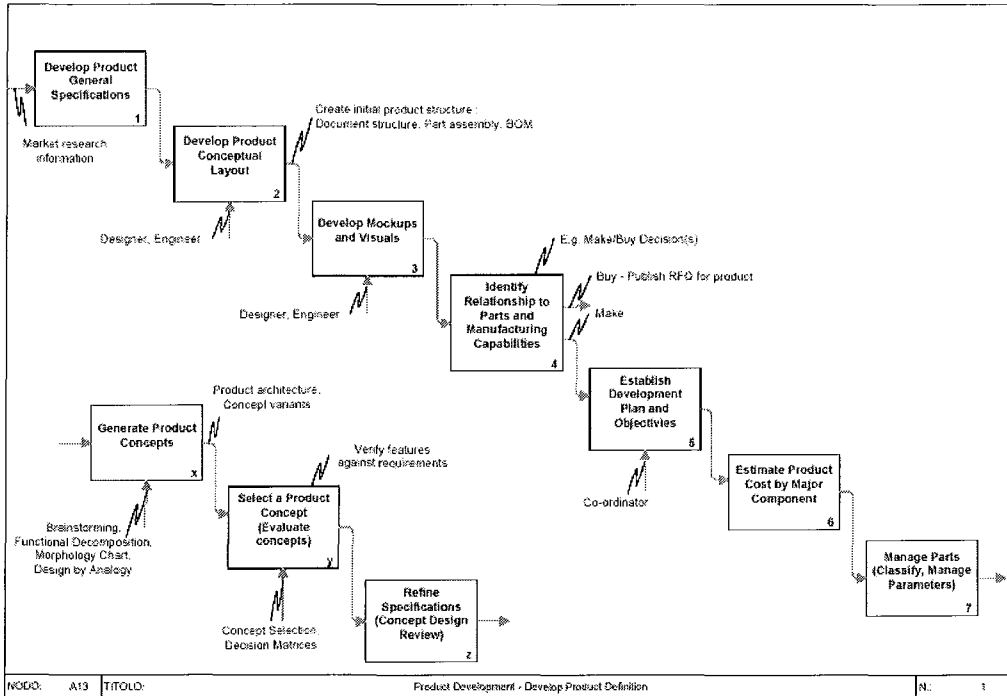 Develop Product
General
Specifications
1
Market research
information
Create initial product structure :
Document structure, Part assembly, BOM
Develop Product
Conceptual
Layout
2
Designer, Engineer
Develop Mockups
and Visuals
3
Designer, Engineer
E.g. Make/Buy Decision(s)
Buy - Publish RFQ for product
Make
Identify
Relationship to
Parts and
Manufacturing
Capabilities
4
Establish
Development
Plan and
Objectivies
5
Co-ordinator
Estimate Product
Cost by Major
Component
6
Manage Parts
(Classify, Manage
Parameters)
7
Product architecture,
Concept variants
Generate Product
Concepts
x
Brainstorming,
Functional Decomposition,
Morphology Chart,
Design by Analogy
Verify features
against requirements
Select a Product
Concept
(Evaluate
concepts)
y
Concept Selection,
Decision Matrices
Refine
Specifications
(Concept Design
Review)
z
NODO: A13 TITOLO: Product Development - Develop Product Definition N.: 1